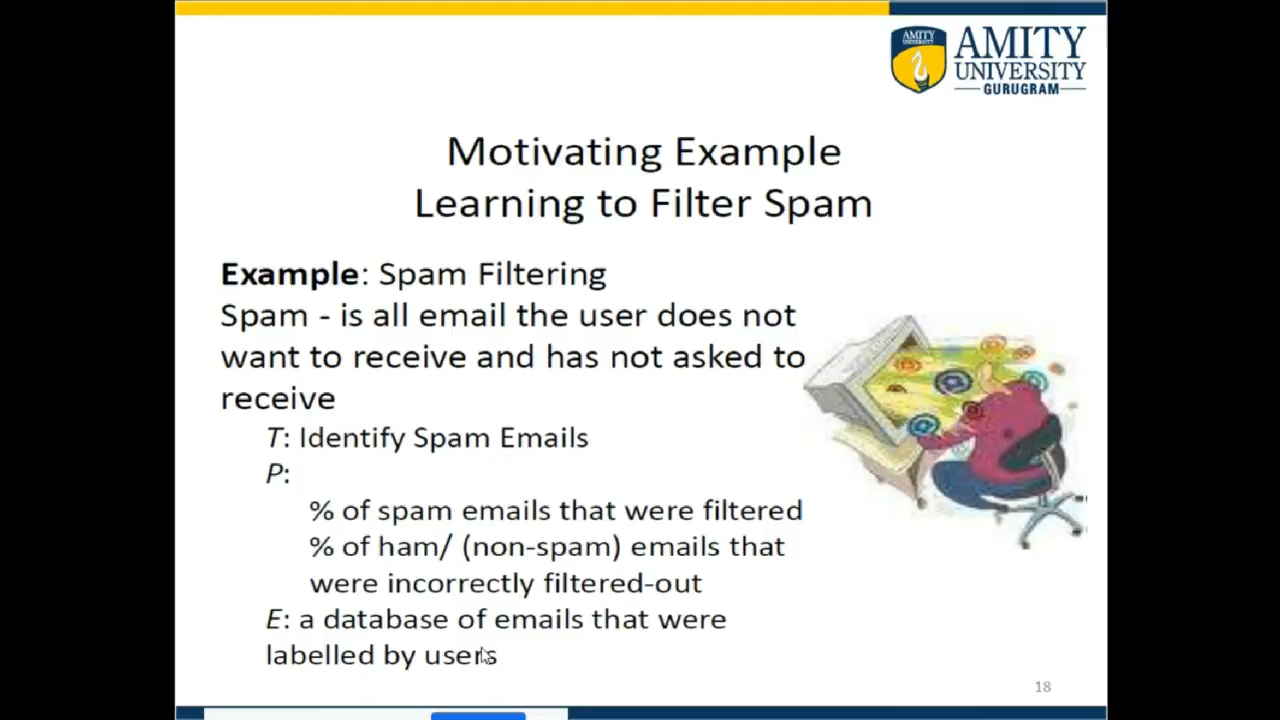 AMITY
UNIVERSITY
AMITY
UNIVERSITY
GURUGRAM
Motivating Example
Learning to Filter Spam
Example: Spam Filtering
Spam - is all email the user does not
want to receive and has not asked to
receive
T: Identify Spam Emails
P:
% of spam emails that were filtered
% of ham/ (non-spam) emails that
were incorrectly filtered-out
E: a database of emails that were
labelled by users
18